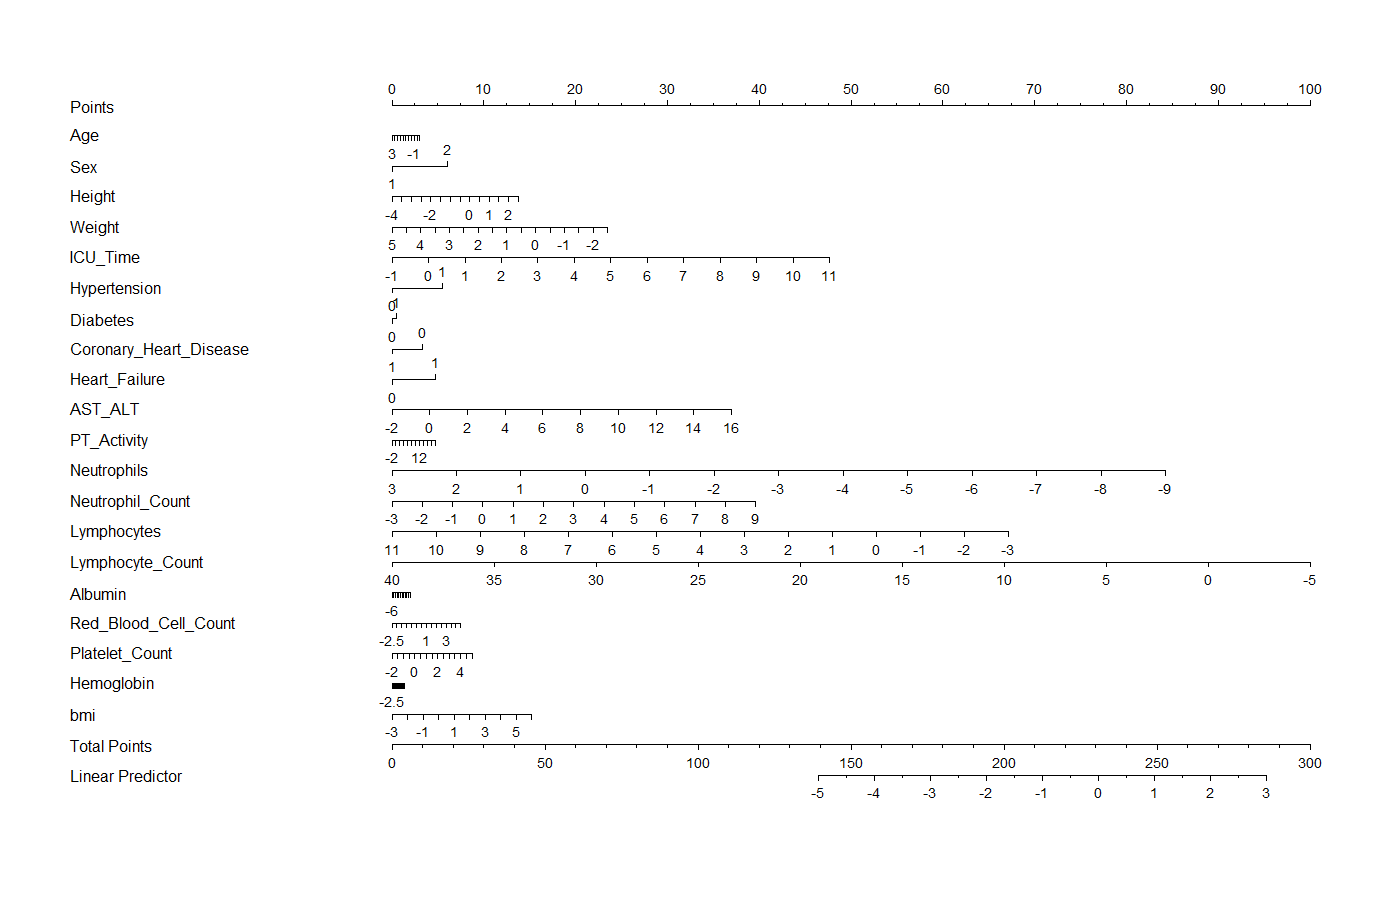 0 10 20 30 40 50 60 70 80 90 100
Points
Age
3 -1 2
Sex
1
Height
-4 -2 0 1 2
Weight
5 4 3 2 1 0 -1 -2
ICU_Time
-1 0 1 2 3 4 5 6 7 8 9 10 11
1
Hypertension
0 1
Diabetes
0 0
Coronary_Heart_Disease
1 1
Heart_Failure
0
AST_ALT
-2 0 2 4 6 8 10 12 14 16
PT_Activity
-2 12
Neutrophils
3 2 1 0 -1 -2 -3 -4 -5 -6 -7 -8 -9
Neutrophil_Count
-3 -2 -1 0 1 2 3 4 5 6 7 8 9
Lymphocytes
11 10 9 8 7 6 5 4 3 2 1 0 -1 -2 -3
Lymphocyte_Count
40 35 30 25 20 15 10 5 0 -5
Albumin
-6
Red_Blood_Cell_Count
-2.5 1 3
Platelet_Count
-2 0 2 4
Hemoglobin
-2.5
bmi
-3 -1 1 3 5
Total Points
0 50 100 150 200 250 300
Linear Predictor
-5 -4 -3 -2 -1 0 1 2 3